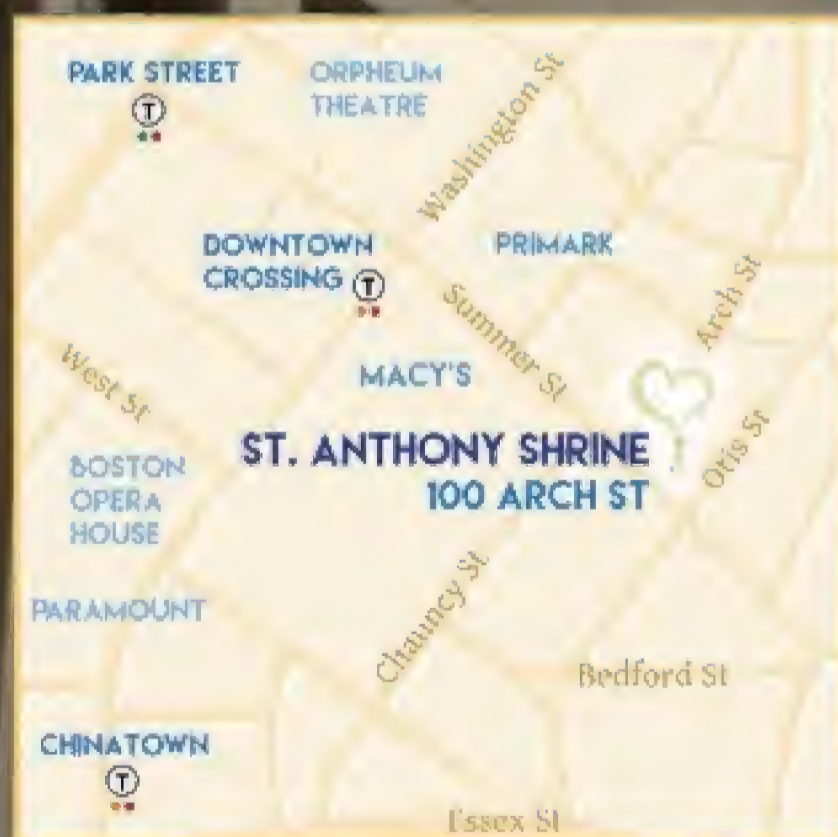 PARK STREET
T
ORPHEUM
THEATRE
Washington St
DOWNTOWN
CROSSING T
PRIMARK
Summer St
Arch St
MACY'S
West St
ST. ANTHONY SHRINE
100 ARCH ST
Otis St
BOSTON
OPERA
HOUSE
Chauncy St
PARAMOUNT
Bedford St
CHINATOWN
T
Essex St